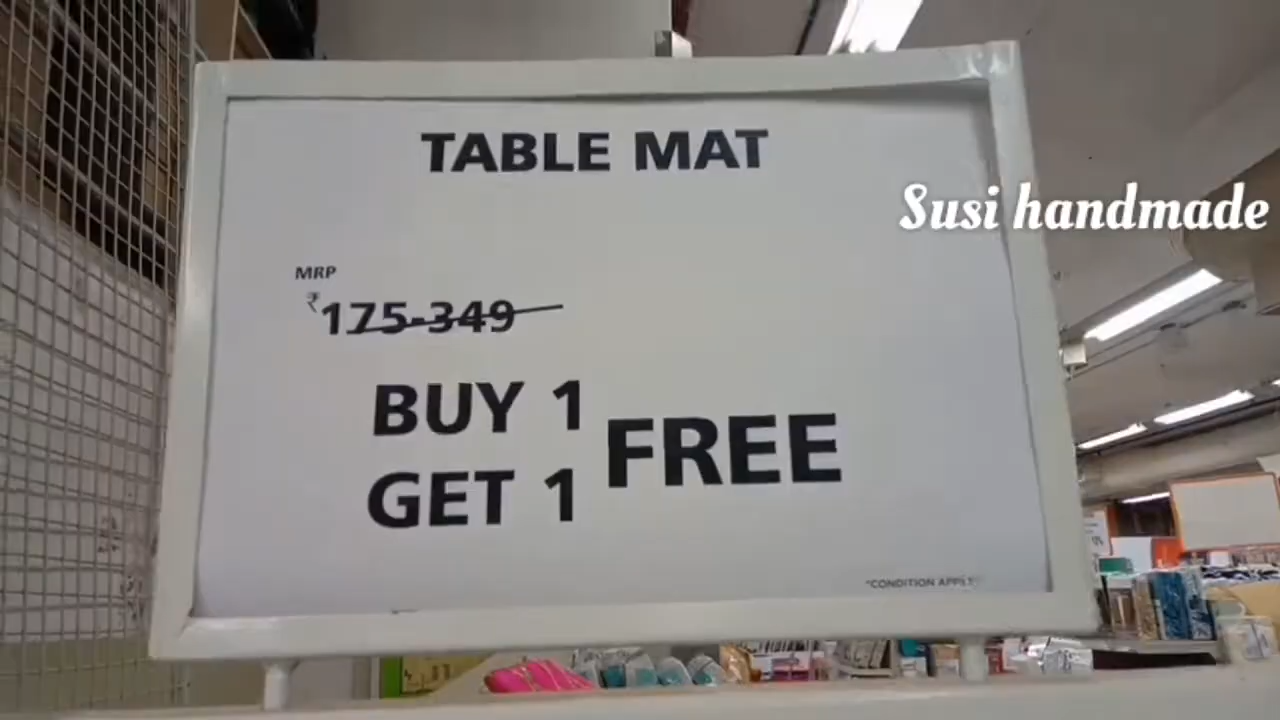 TABLE MAT
Susi handmade
MRP
₹175-349
BUY 1
GET 1
FREE
*CONDITION APPLY